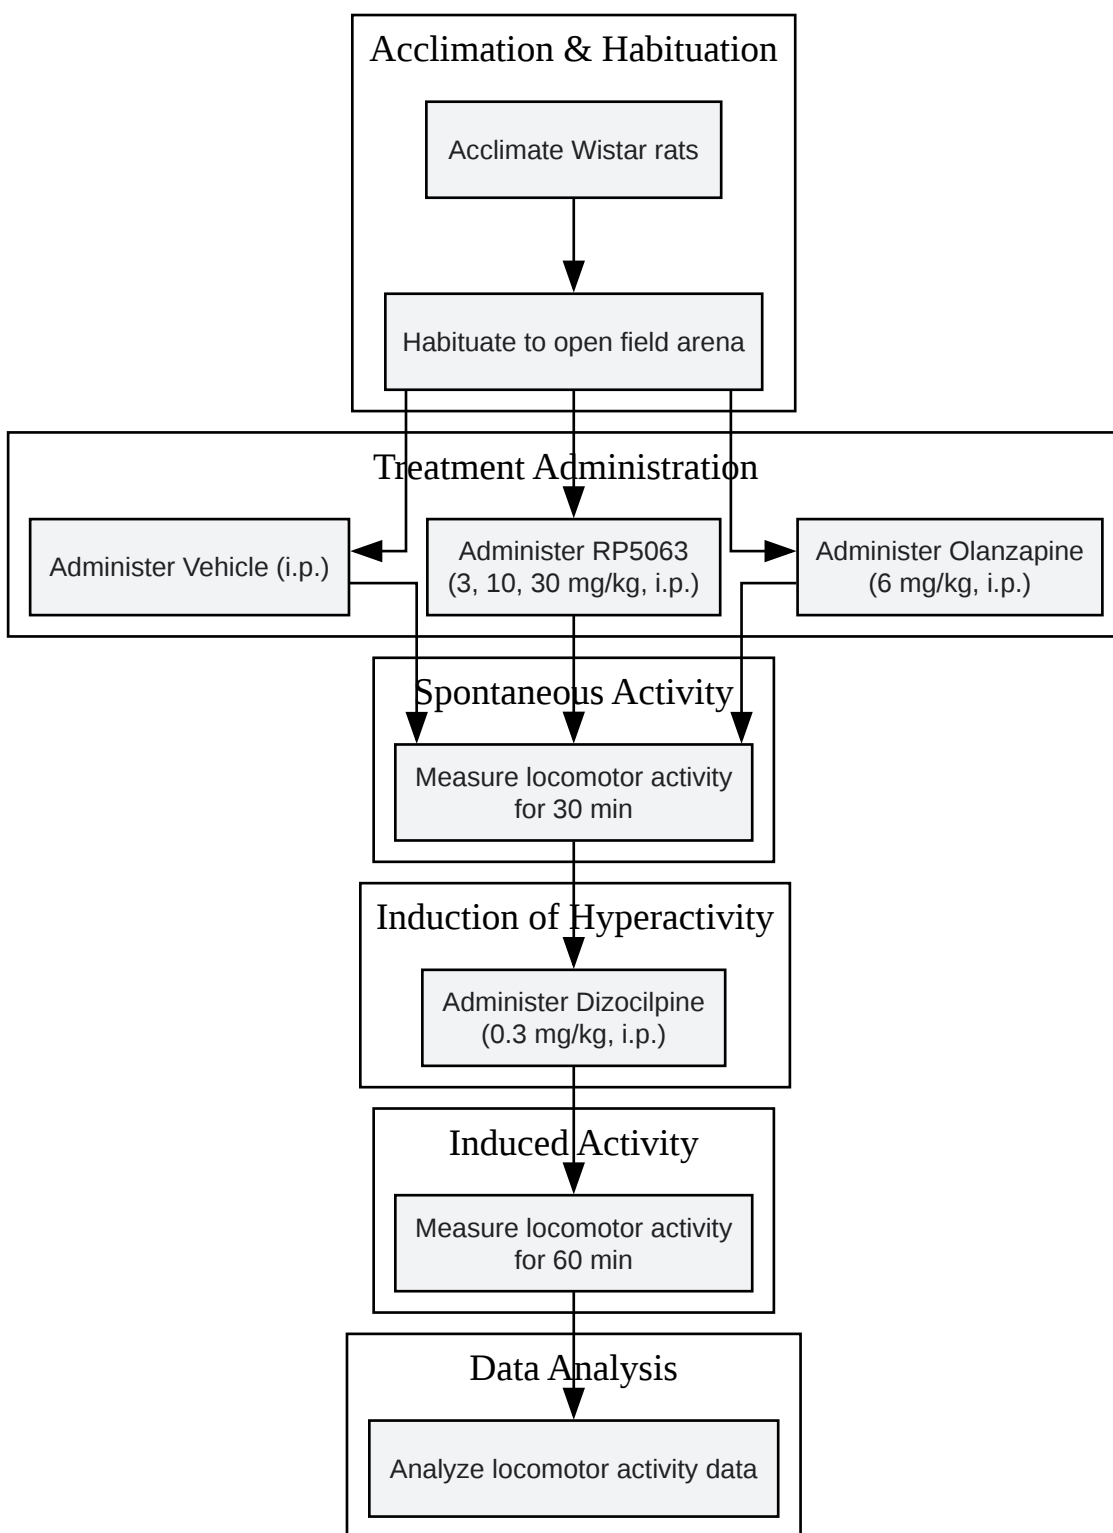 Acclimation & Habituation
Acclimate Wistar rats
Habituate to open field arena
Treatment Administration
Administer Vehicle (i.p.)
Administer RP5063
(3, 10, 30 mg/kg, i.p.)
Administer Olanzapine
(6 mg/kg, i.p.)
Spontaneous Activity
Measure locomotor activity
for 30 min
Induction of Hyperactivity
Administer Dizocilpine
(0.3 mg/kg, i.p.)
Induced Activity
Measure locomotor activity
for 60 min
Data Analysis
Analyze locomotor activity data